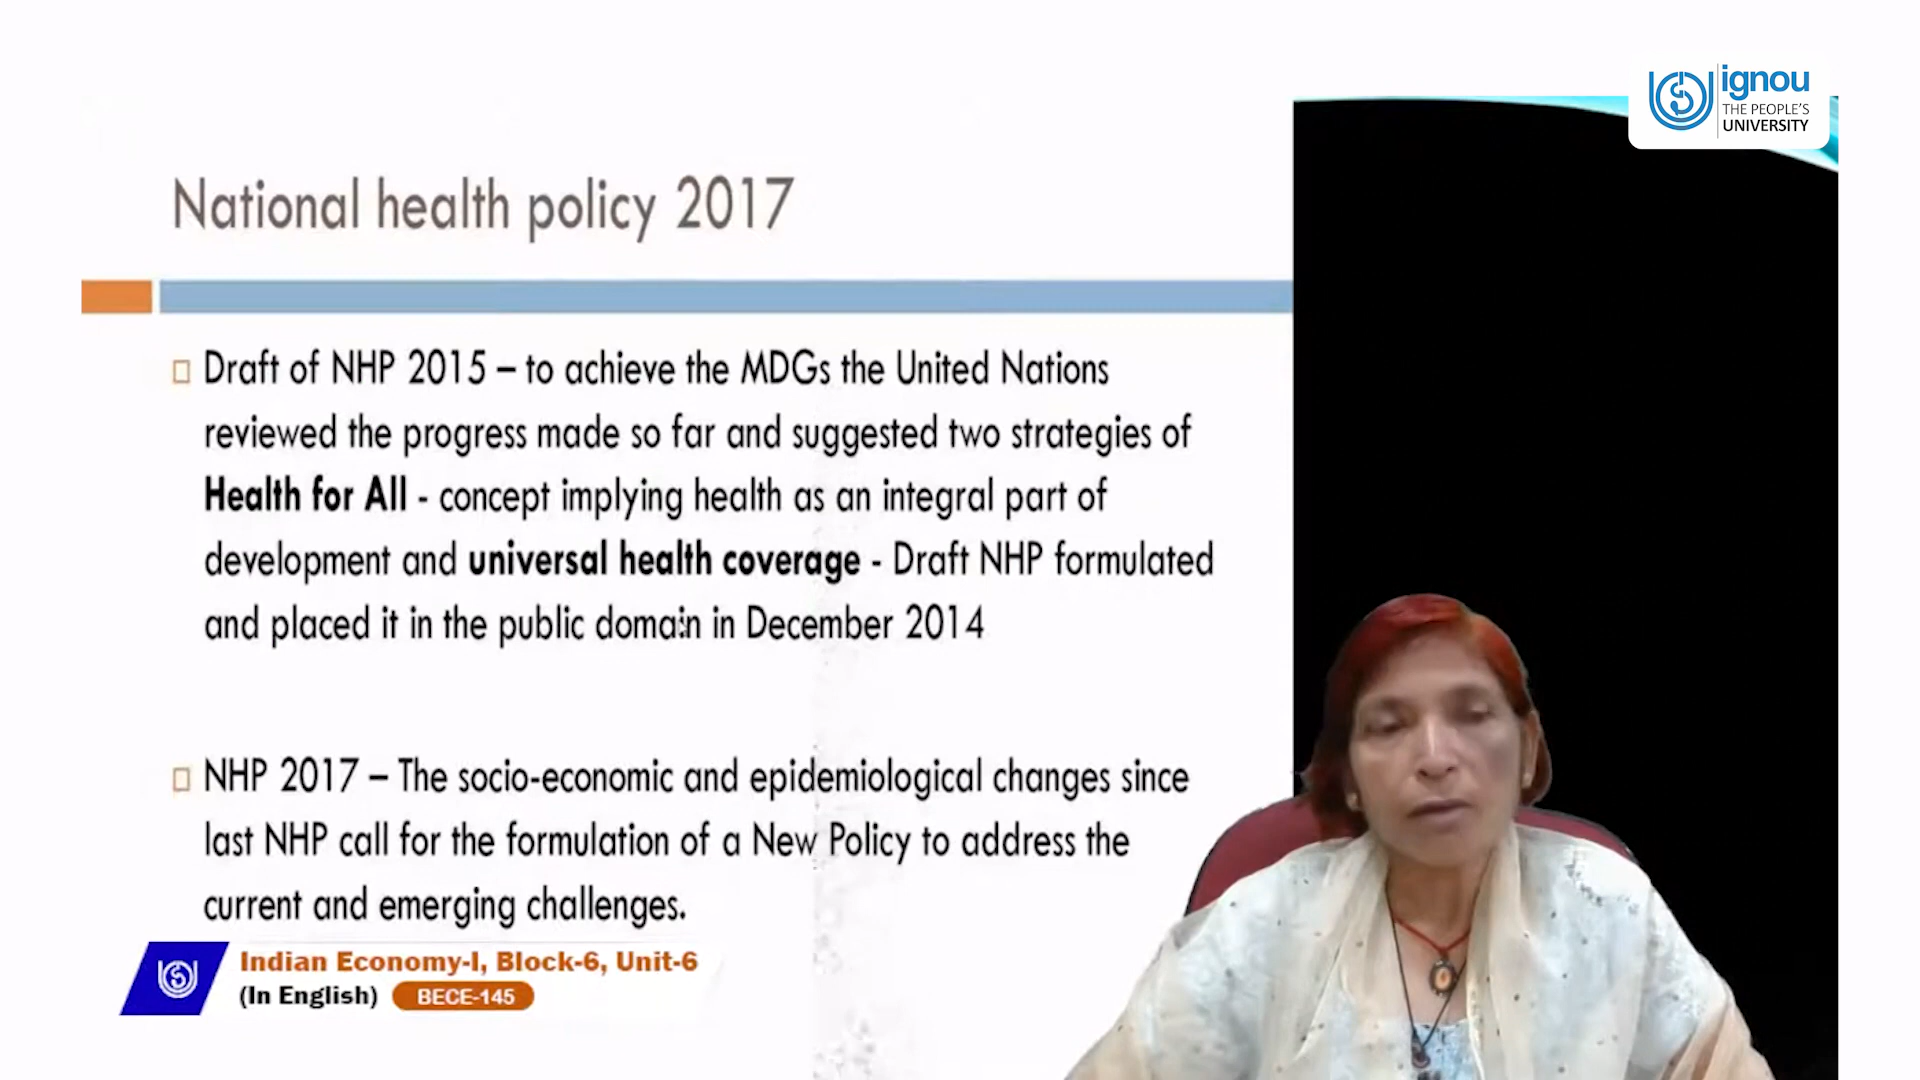 ignou
THE PEOPLE'S
UNIVERSITY
National health policy 2017
Draft of NHP 2015 – to achieve the MDGs the United Nations
reviewed the progress made so far and suggested two strategies of
Health for All - concept implying health as an integral part of
development and universal health coverage - Draft NHP formulated
and placed it in the public domain in December 2014
NHP 2017 – The socio-economic and epidemiological changes since
last NHP call for the formulation of a New Policy to address the
current and emerging challenges.
Indian Economy-I, Block-6, Unit-6
(In English) BECE-145